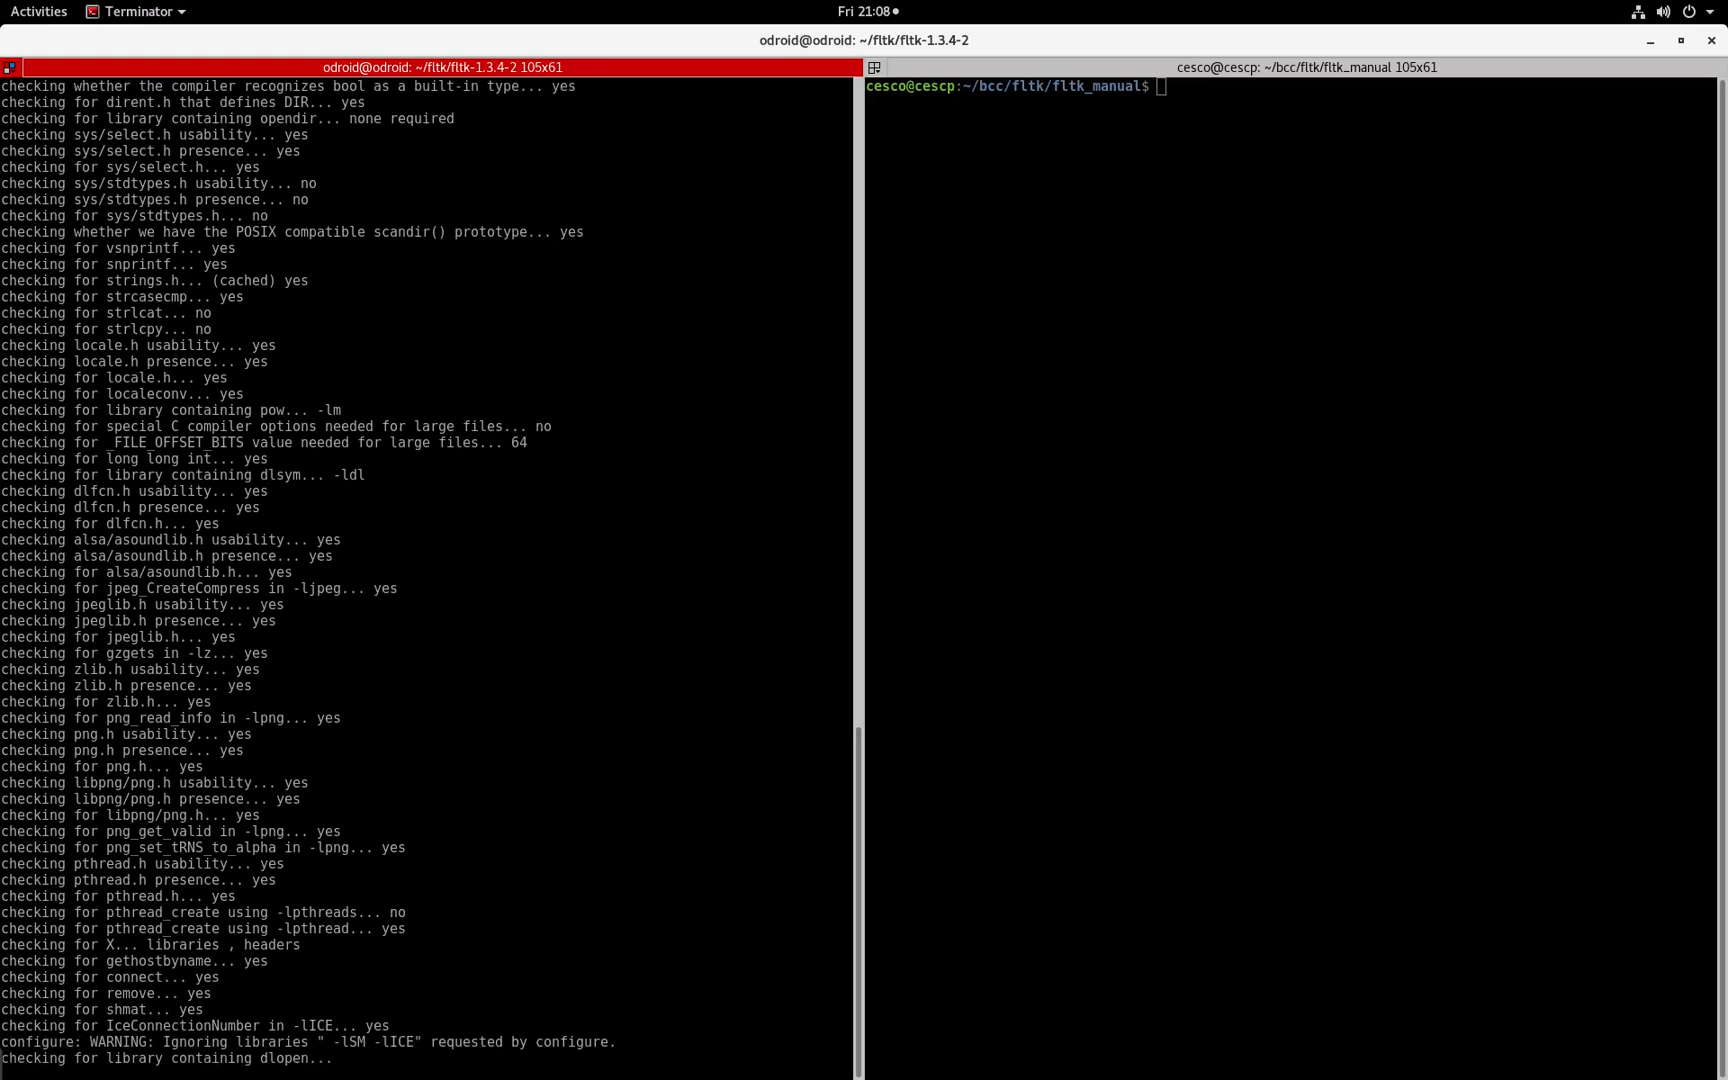 Activities
Terminator
Fri 21:08
odroid@odroid: ~/fltk/fltk-1.3.4-2
odroid@odroid: ~/fltk/fltk-1.3.4-2 105x61
checking whether the compiler recognizes bool as a built-in type... yes
checking for dirent.h that defines DIR... yes
checking for library containing opendir... none required
checking sys/select.h usability... yes
checking sys/select.h presence... yes
checking for sys/select.h... yes
checking sys/stdtypes.h usability... no
checking sys/stdtypes.h presence... no
checking for sys/stdtypes.h... no
checking whether we have the POSIX compatible scandir() prototype... yes
checking for vsnprintf... yes
checking for snprintf... yes
checking for strings.h... (cached) yes
checking for strcasecmp... yes
checking for strlcat... no
checking for strlcpy... no
checking locale.h usability... yes
checking locale.h presence... yes
checking for locale.h... yes
checking for localeconv... yes
checking for library containing pow... -lm
checking for special C compiler options needed for large files... no
checking for _FILE_OFFSET_BITS value needed for large files... 64
checking for long long int... yes
checking for library containing dlsym... -ldl
checking dlfcn.h usability... yes
checking dlfcn.h presence... yes
checking for dlfcn.h... yes
checking alsa/asoundlib.h usability... yes
checking alsa/asoundlib.h presence... yes
checking for alsa/asoundlib.h... yes
checking for jpeg_CreateCompress in -ljpeg... yes
checking jpeglib.h usability... yes
checking jpeglib.h presence... yes
checking for jpeglib.h... yes
checking for gzgets in -lz... yes
checking zlib.h usability... yes
checking zlib.h presence... yes
checking for zlib.h... yes
checking for png_read_info in -lpng... yes
checking png.h usability... yes
checking png.h presence... yes
checking for png.h... yes
checking libpng/png.h usability... yes
checking libpng/png.h presence... yes
checking for libpng/png.h... yes
checking for png_get_valid in -lpng... yes
checking for png_set_tRNS_to_alpha in -lpng... yes
checking pthread.h usability... yes
checking pthread.h presence... yes
checking for pthread.h... yes
checking for pthread_create using -lpthreads... no
checking for pthread_create using -lpthread... yes
checking for X... libraries , headers
checking for gethostbyname... yes
checking for connect... yes
checking for remove... yes
checking for shmat... yes
checking for IceConnectionNumber in -lICE... yes
configure: WARNING: Ignoring libraries " -lSM -lICE" requested by configure.
checking for library containing dlopen...
cesco@cescp: ~/bcc/fltk/fltk_manual 105x61
cesco@cescp:~/bcc/fltk/fltk_manual$